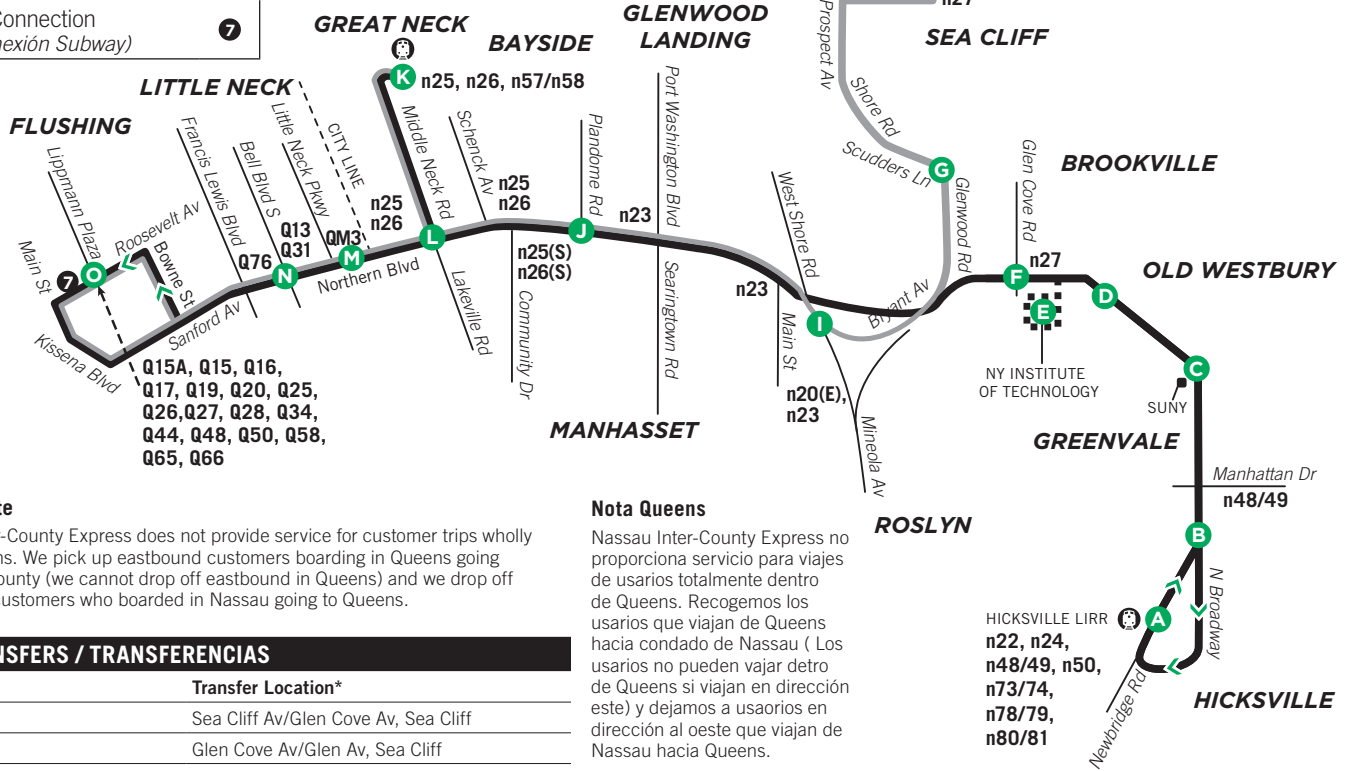 Connection
nexión Subway)
7
GREAT NECK
GLENWOOD
LANDING
Prospect Av
n27
SEA CLIFF
BAYSIDE
K
n25, n26, n57/n58
LITTLE NECK
FLUSHING
Lippmann Plaza
Francis Lewis Blvd
Bell Blvd S
Little Neck Pkwy
CITY LINE
Middle Neck Rd
Schenck Av
Plandome Rd
Port Washington Blvd
West Shore Rd
Shore Rd
Scudders Ln
G
Glenwood Rd
Glen Cove Rd
BROOKVILLE
n25
n26
n25
n26
Roosevelt Av
Main St
7
O
Bowne St
Q76
Q13
Q31
N
QM3
M
L
J
n23
n25(S)
n26(S)
Northern Blvd
Sanford Av
Kissena Blvd
Lakeville Rd
Community Dr
Searingtown Rd
n23
Main St
I
Bryant Av
F
n27
E
D
OLD WESTBURY
NY INSTITUTE
OF TECHNOLOGY
C
SUNY
Q15A, Q15, Q16,
Q17, Q19, Q20, Q25,
Q26,Q27, Q28, Q34,
Q44, Q48, Q50, Q58,
Q65, Q66
n20(E),
n23
Mineola Av
MANHASSET
GREENVALE
Manhattan Dr
n48/49
ROSLYN
B
N Broadway
HICKSVILLE LIRR
A
n22, n24,
n48/49, n50,
n73/74,
n78/79,
n80/81
Newbridge Rd
HICKSVILLE
te
r-County Express does not provide service for customer trips wholly
ns. We pick up eastbound customers boarding in Queens going
ounty (we cannot drop off eastbound in Queens) and we drop off
customers who boarded in Nassau going to Queens.
Nota Queens
Nassau Inter-County Express no
proporciona servicio para viajes
de usarios totalmente dentro
de Queens. Recogemos los
usarios que viajan de Queens
hacia condado de Nassau ( Los
usarios no pueden vajar detro
de Queens si viajan en dirección
este) y dejamos a usaorios en
dirección al oeste que viajan de
Nassau hacia Queens.
NSFERS / TRANSFERENCIAS
Transfer Location*
Sea Cliff Av/Glen Cove Av, Sea Cliff
Glen Cove Av/Glen Av, Sea Cliff